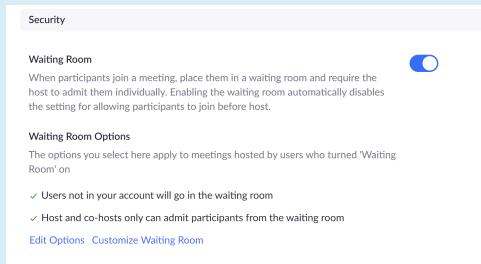 Security
Waiting Room
When participants join a meeting, place them in a waiting room and require the
host to admit them individually. Enabling the waiting room automatically disables
the setting for allowing participants to join before host.
Waiting Room Options
The options you select here apply to meetings hosted by users who turned 'Waiting
Room' on
Users not in your account will go in the waiting room
Host and co-hosts only can admit participants from the waiting room
Edit Options Customize Waiting Room